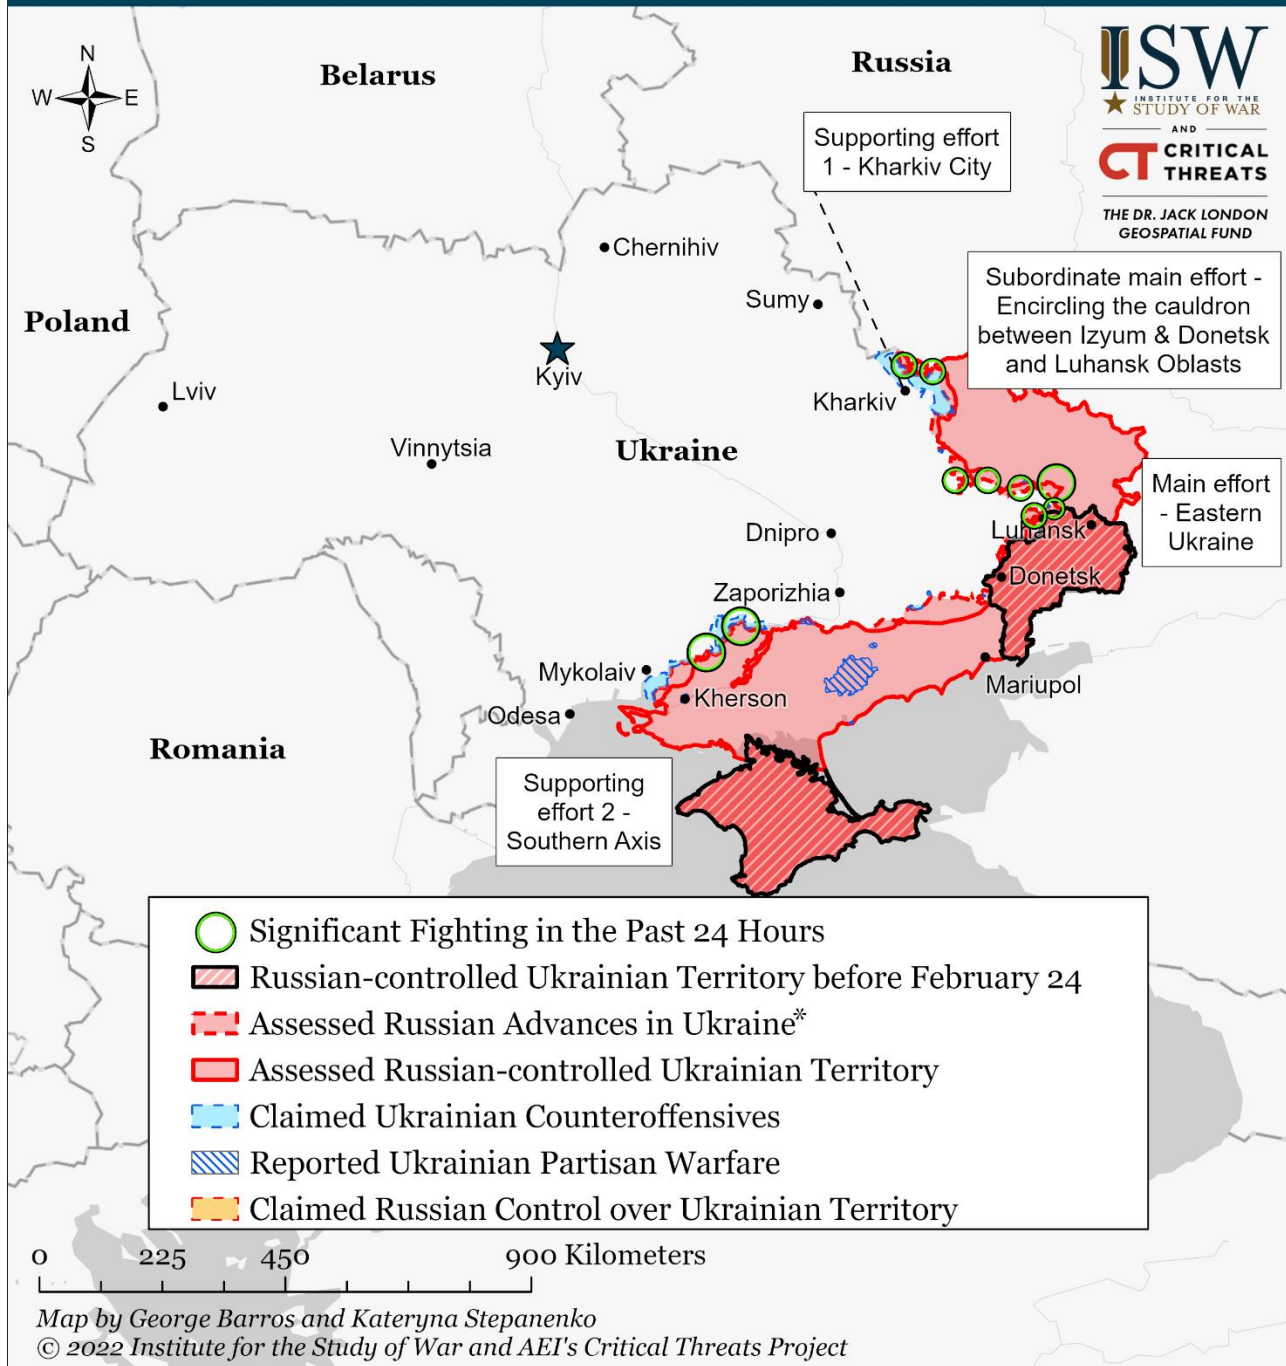 N
W
E
S
Belarus
Russia
ISW
INSTITUTE FOR THE
STUDY OF WAR
AND
CT CRITICAL
THREATS
THE DR. JACK LONDON
GEOSPATIAL FUND
Supporting effort
1 - Kharkiv City
Chernihiv
Sumy
Subordinate main effort -
Encircling the cauldron
between Izyum & Donetsk
and Luhansk Oblasts
Poland
Kyiv
Lviv
Kharkiv
Vinnytsia
Ukraine
Main effort
- Eastern
Ukraine
Dnipro
Luhansk
Donetsk
Zaporizhia
Mykolaiv
Mariupol
Kherson
Odesa
Romania
Supporting
effort 2 -
Southern Axis
Significant Fighting in the Past 24 Hours
Russian-controlled Ukrainian Territory before February 24
Assessed Russian Advances in Ukraine*
Assessed Russian-controlled Ukrainian Territory
Claimed Ukrainian Counteroffensives
Reported Ukrainian Partisan Warfare
Claimed Russian Control over Ukrainian Territory
0 225 450 900 Kilometers
Map by George Barros and Kateryna Stepanenko
© 2022 Institute for the Study of War and AEI's Critical Threats Project